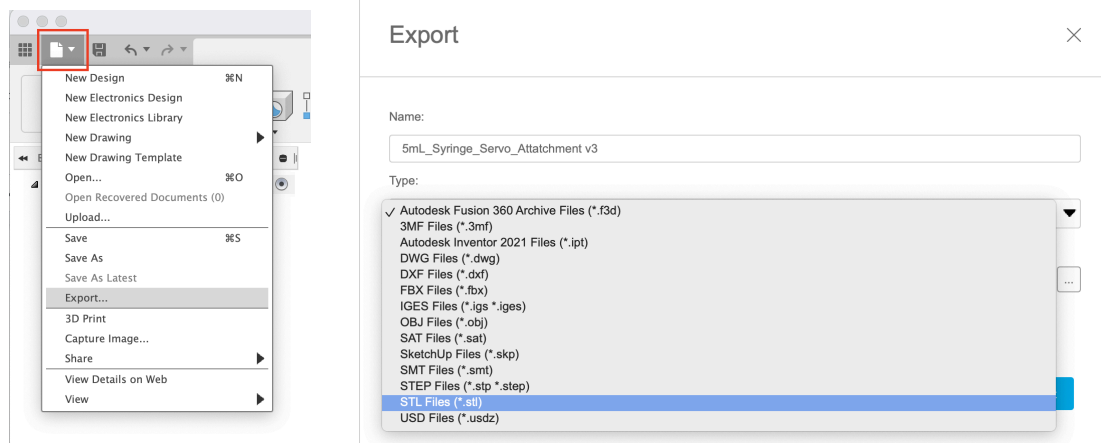 New Design ⌘N
New Electronics Design
New Electronics Library
New Drawing
New Drawing Template
Open... ⌘O
Open Recovered Documents (0)
Upload...
Save ⌘S
Save As
Save As Latest
Export...
3D Print
Capture Image...
Share
View Details on Web
View
Export
Name:
5mL_Syringe_Servo_Attatchment v3
Type:
Autodesk Fusion 360 Archive Files (*.f3d)
3MF Files (*.3mf)
Autodesk Inventor 2021 Files (*.ipt)
DWG Files (*.dwg)
DXF Files (*.dxf)
FBX Files (*.fbx)
...
IGES Files (*.igs *.iges)
OBJ Files (*.obj)
SAT Files (*.sat)
SketchUp Files (*.skp)
SMT Files (*.smt)
STEP Files (*.stp *.step)
STL Files (*.stl)
USD Files (*.usdz)